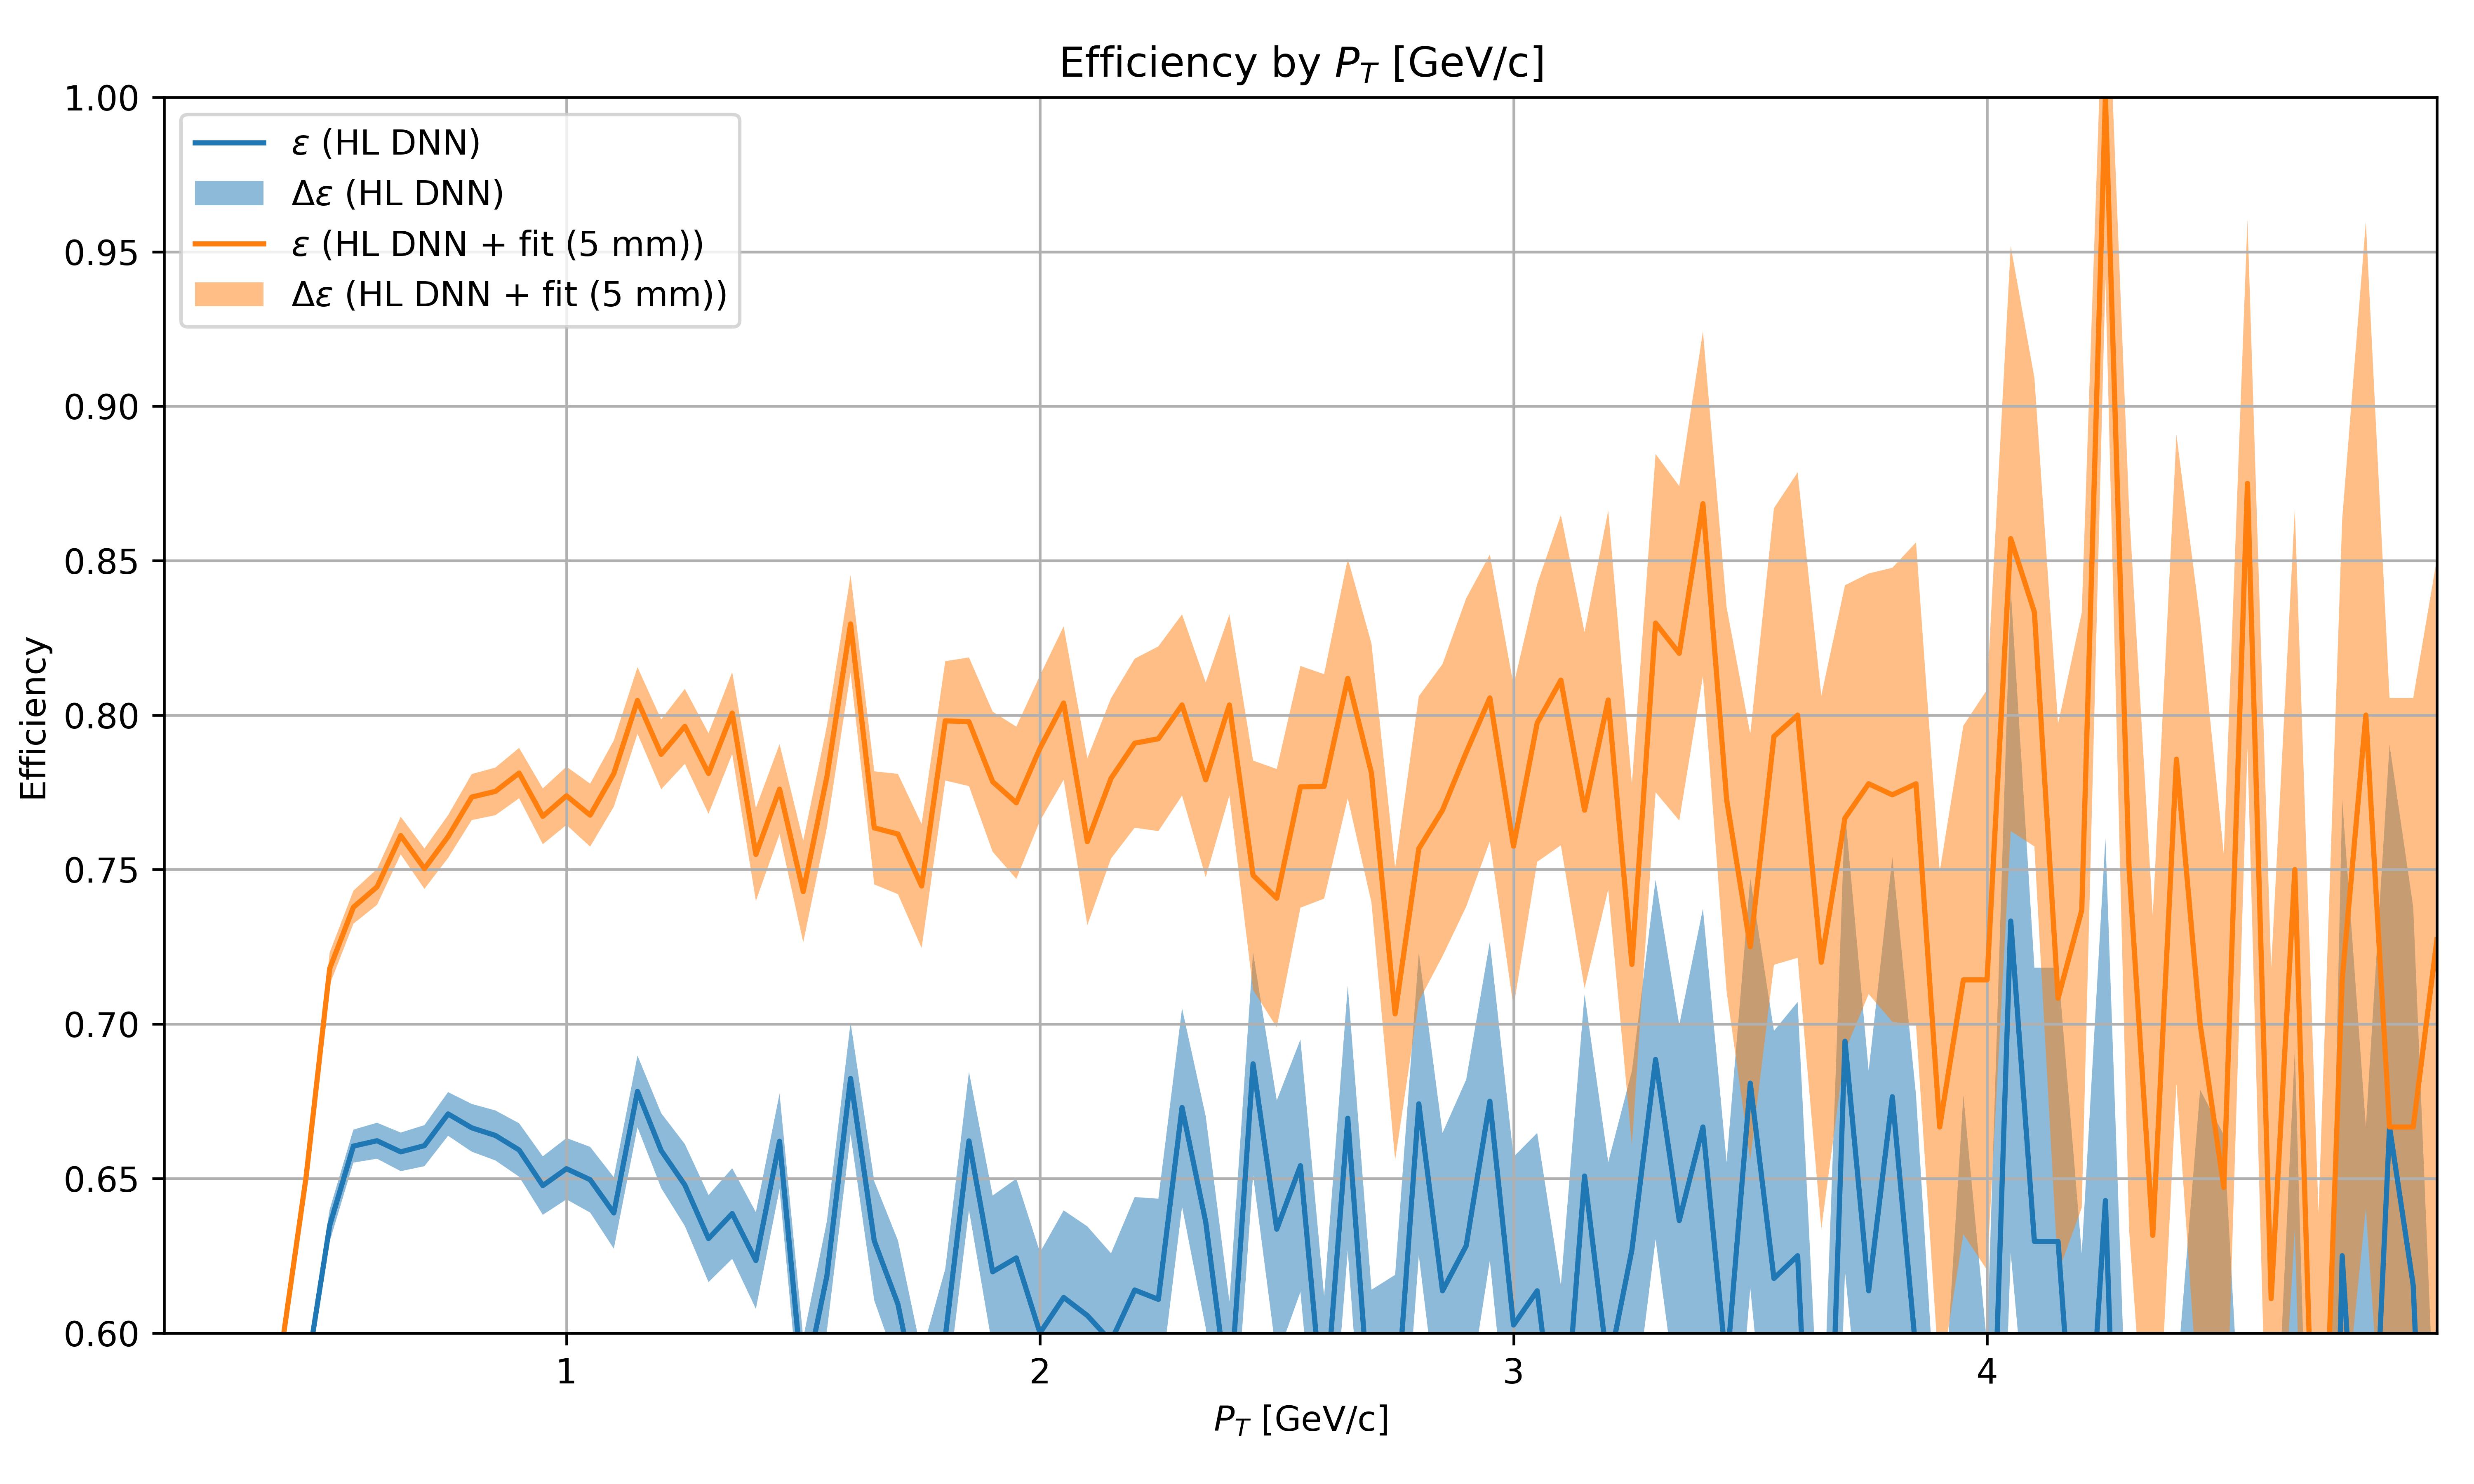 Efficiency by P_T [GeV/c]
1.00
0.95
0.90
0.85
0.80
0.75
0.70
0.65
0.60
Efficiency
ε (HL DNN)
Δε (HL DNN)
ε (HL DNN + fit (5 mm))
Δε (HL DNN + fit (5 mm))
1 2 3 4
P_T [GeV/c]